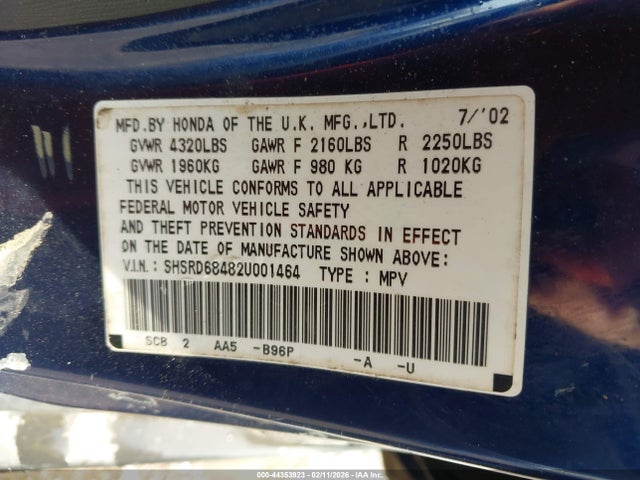 MFD.BY HONDA OF THE U.K. MFG.,LTD. 7/'02
GVWR 4320LBS GAWR F 2160LBS R 2250LBS
GVWR 1960KG GAWR F 980 KG R 1020KG
THIS VEHICLE CONFORMS TO ALL APPLICABLE
FEDERAL MOTOR VEHICLE SAFETY
AND THEFT PREVENTION STANDARDS IN EFFECT
ON THE DATE OF MANUFACTURE SHOWN ABOVE:
V.I.N.: SHSRD68482U001464 TYPE : MPV
SCB 2 AA5 -B96P -A -U
000-44353923 - 02/11/2026 - IAA Inc.